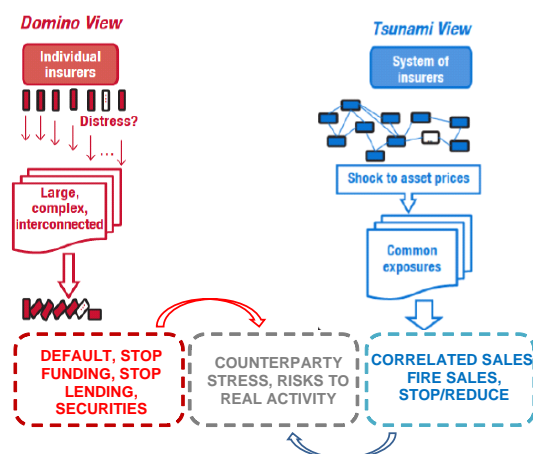 Domino View
Individual
insurers
Distress?
...
Large,
complex,
interconnected
DEFAULT, STOP
FUNDING, STOP
LENDING,
SECURITIES
COUNTERPARTY
STRESS, RISKS TO
REAL ACTIVITY
Tsunami View
System of
insurers
Shock to asset prices
Common
exposures
CORRELATED SALES
FIRE SALES,
STOP/REDUCE